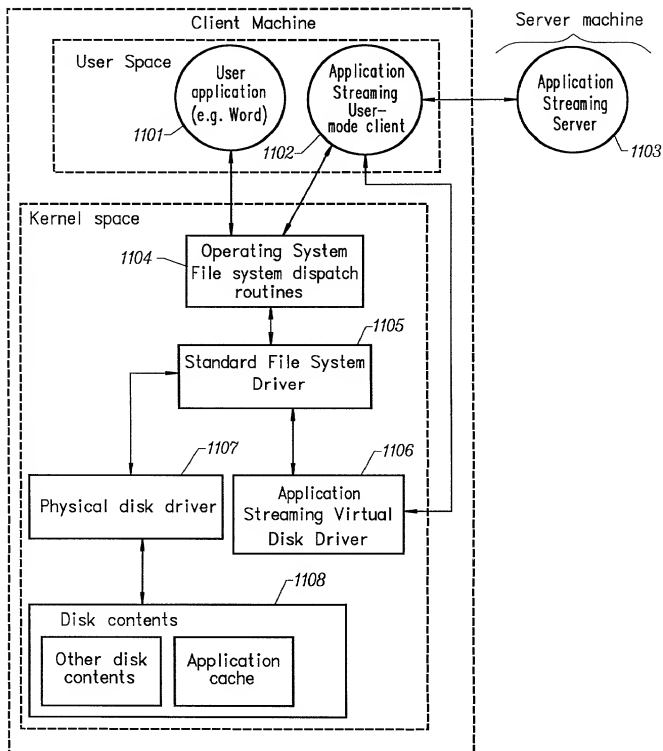 Client Machine
Server machine
User Space
User
application
(e.g. Word)
1101
Application
Streaming
User-
mode client
1102
Application
Streaming
Server
1103
Kernel space
1104
Operating System
File system dispatch
routines
1105
Standard File System
Driver
1107
Physical disk driver
1106
Application
Streaming Virtual
Disk Driver
1108
Disk contents
Other disk
contents
Application
cache